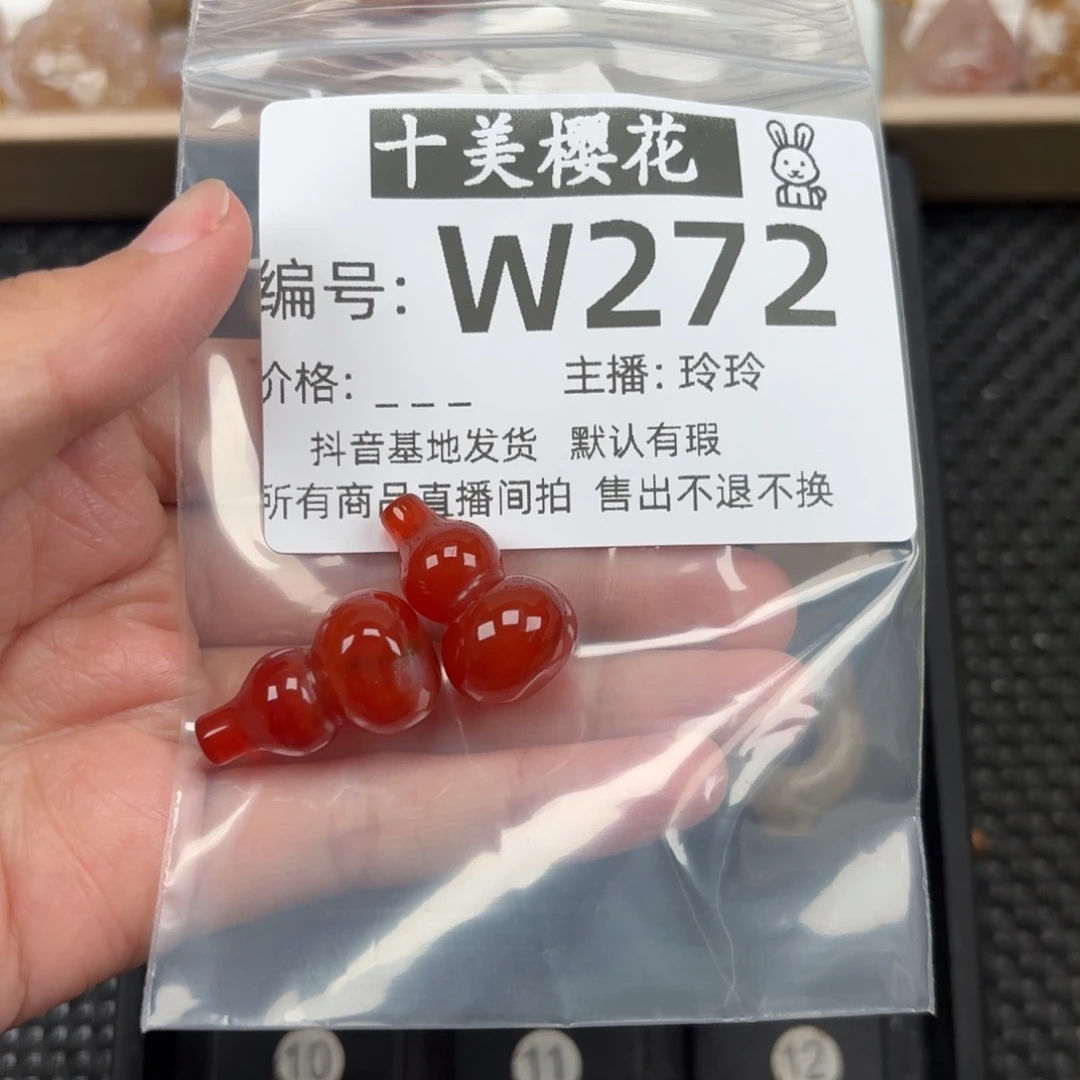 十美樱花
编号: W272
价格: _ _ _ 主播: 玲玲
抖音基地发货 默认有瑕
所有商品直播间拍 售出不退不换
10 11 12